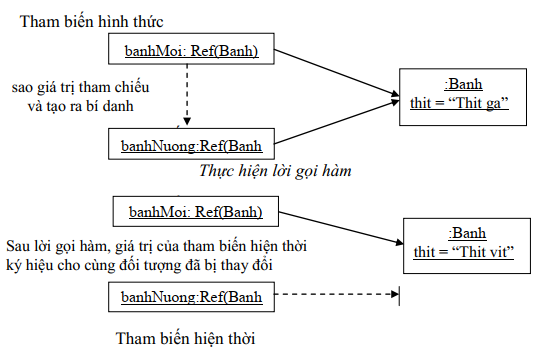 Tham biến hình thức
banhMoi: Ref(Banh)
sao giá trị tham chiếu
và tạo ra bí danh
:Banh
thit = “Thit ga”
banhNuong:Ref(Banh
Thực hiện lời gọi hàm
banhMoi: Ref(Banh)
:Banh
thit = “Thit vit”
Sau lời gọi hàm, giá trị của tham biến hiện thời
ký hiệu cho cùng đối tượng đã bị thay đổi
banhNuong:Ref(Banh
Tham biến hiện thời